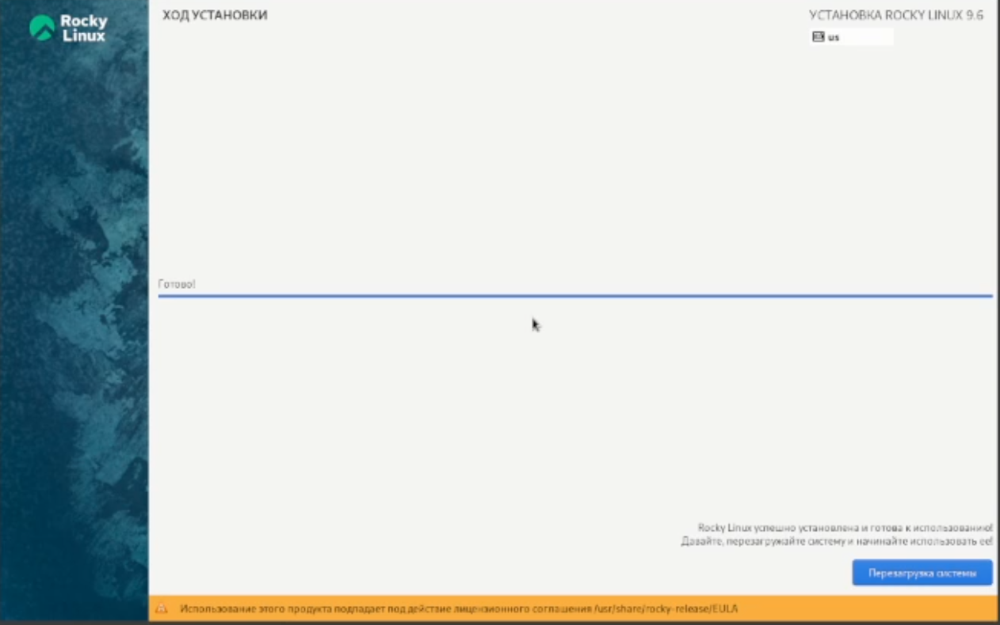 Rocky
Linux
ХОД УСТАНОВКИ
УСТАНОВКА ROCKY LINUX 9.6
us
Готово!
Rocky Linux успешно установлена и готова к использованию!
Давайте, перезагружайте систему и начинайте использовать ее!
Перезагрузка системы
Использование этого продукта подпадает под действие лицензионного соглашения /usr/share/rocky-release/EULA